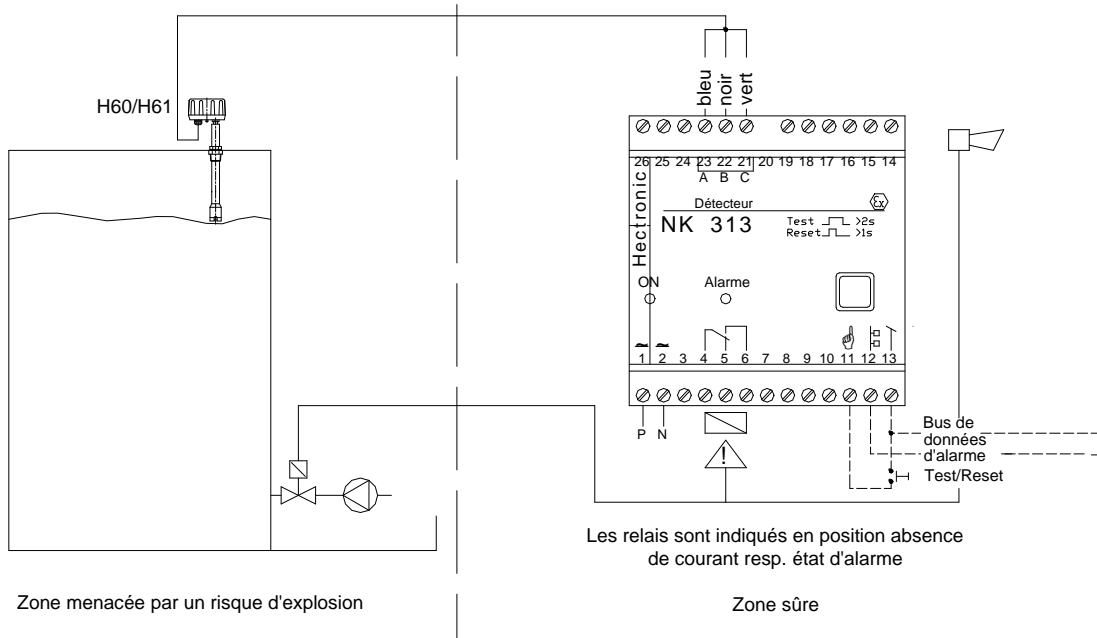 bleu
noir
vert
H60/H61
26 25 24 23 22 21 20 19 18 17 16 15 14
A B C
Hectronic
Détecteur
Ex
NK 313
Test >2s
Reset >1s
ON
Alarme
1 2 3 4 5 6 7 8 9 10 11 12 13
P N
!
Bus de
données
d'alarme
Test/Reset
Les relais sont indiqués en position absence
de courant resp. état d'alarme
Zone menacée par un risque d'explosion
Zone sûre